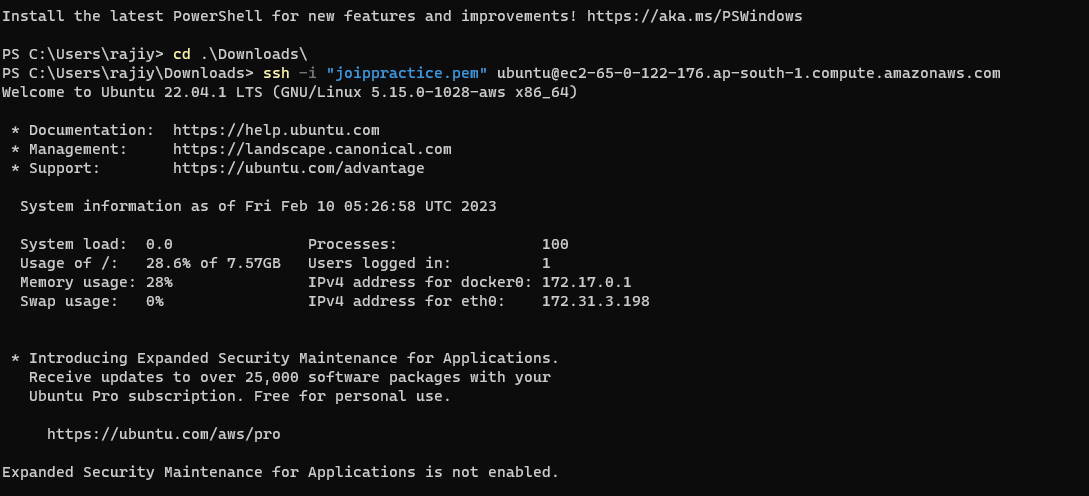 Install the latest PowerShell for new features and improvements! https://aka.ms/PSWindows
PS C:\Users\rajiy> cd .\Downloads\
PS C:\Users\rajiy\Downloads> ssh -i "joippractice.pem" ubuntu@ec2-65-0-122-176.ap-south-1.compute.amazonaws.com
Welcome to Ubuntu 22.04.1 LTS (GNU/Linux 5.15.0-1028-aws x86_64)
* Documentation:  https://help.ubuntu.com
* Management:     https://landscape.canonical.com
* Support:        https://ubuntu.com/advantage
System information as of Fri Feb 10 05:26:58 UTC 2023
System load:  0.0               Processes:                100
Usage of /:   28.6% of 7.57GB   Users logged in:          1
Memory usage: 28%               IPv4 address for docker0: 172.17.0.1
Swap usage:   0%                IPv4 address for eth0:    172.31.3.198
* Introducing Expanded Security Maintenance for Applications.
Receive updates to over 25,000 software packages with your
Ubuntu Pro subscription. Free for personal use.
https://ubuntu.com/aws/pro
Expanded Security Maintenance for Applications is not enabled.